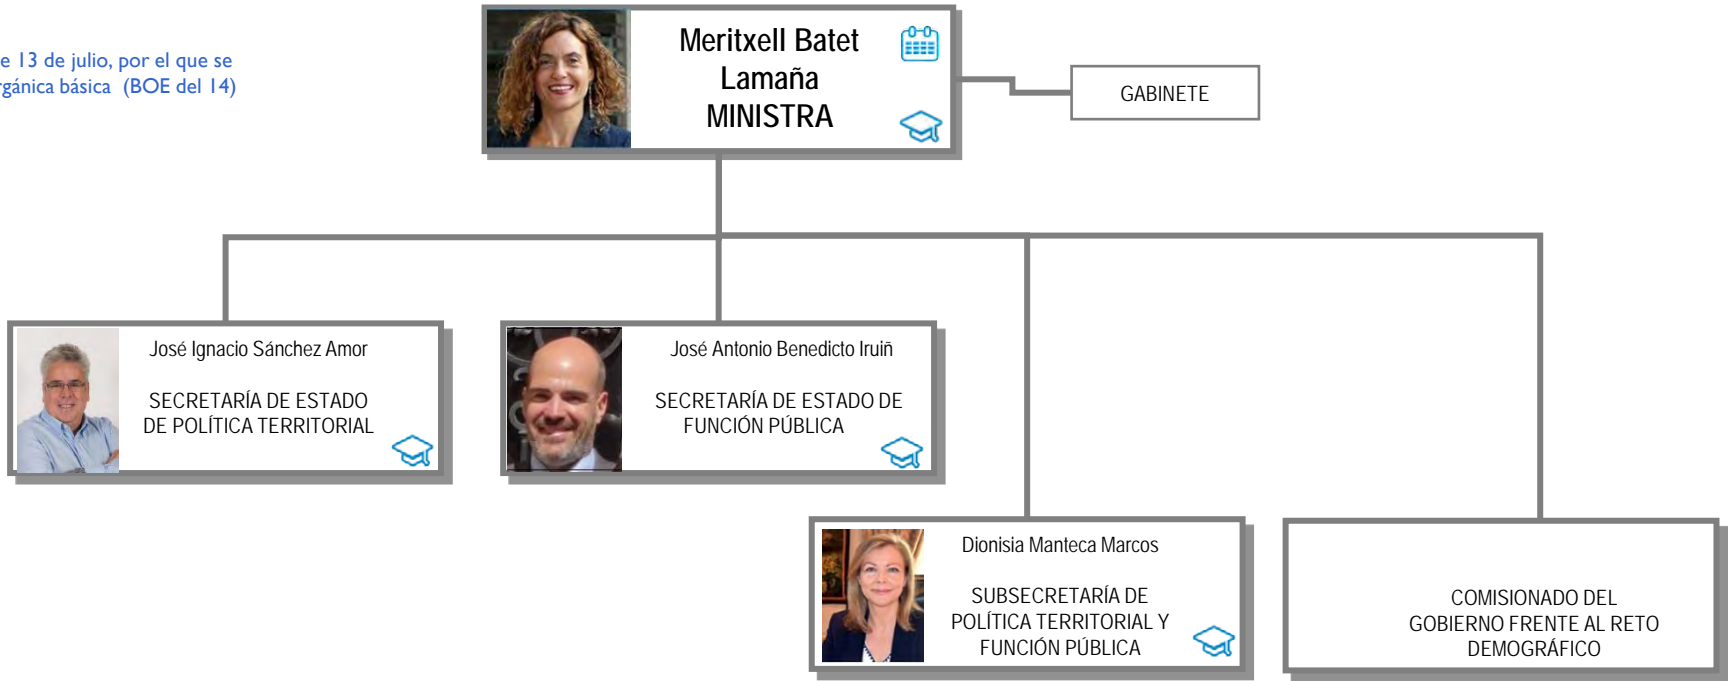 e 13 de julio, por el que se
rgánica básica (BOE del 14)
Meritxell Batet
Lamaña
MINISTRA
GABINETE
José Ignacio Sánchez Amor
SECRETARÍA DE ESTADO
DE POLÍTICA TERRITORIAL
José Antonio Benedicto Iruiñ
SECRETARÍA DE ESTADO DE
FUNCIÓN PÚBLICA
Dionisia Manteca Marcos
SUBSECRETARÍA DE
POLÍTICA TERRITORIAL Y
FUNCIÓN PÚBLICA
COMISIONADO DEL
GOBIERNO FRENTE AL RETO
DEMOGRÁFICO